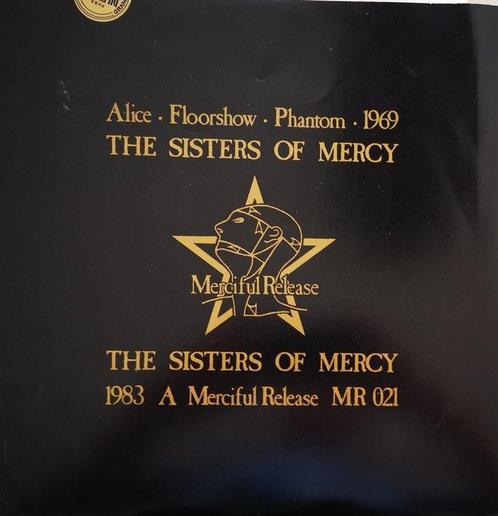 Alice · Floorshow · Phantom · 1969
THE SISTERS OF MERCY
Merciful Release
THE SISTERS OF MERCY
1983 A Merciful Release MR 021